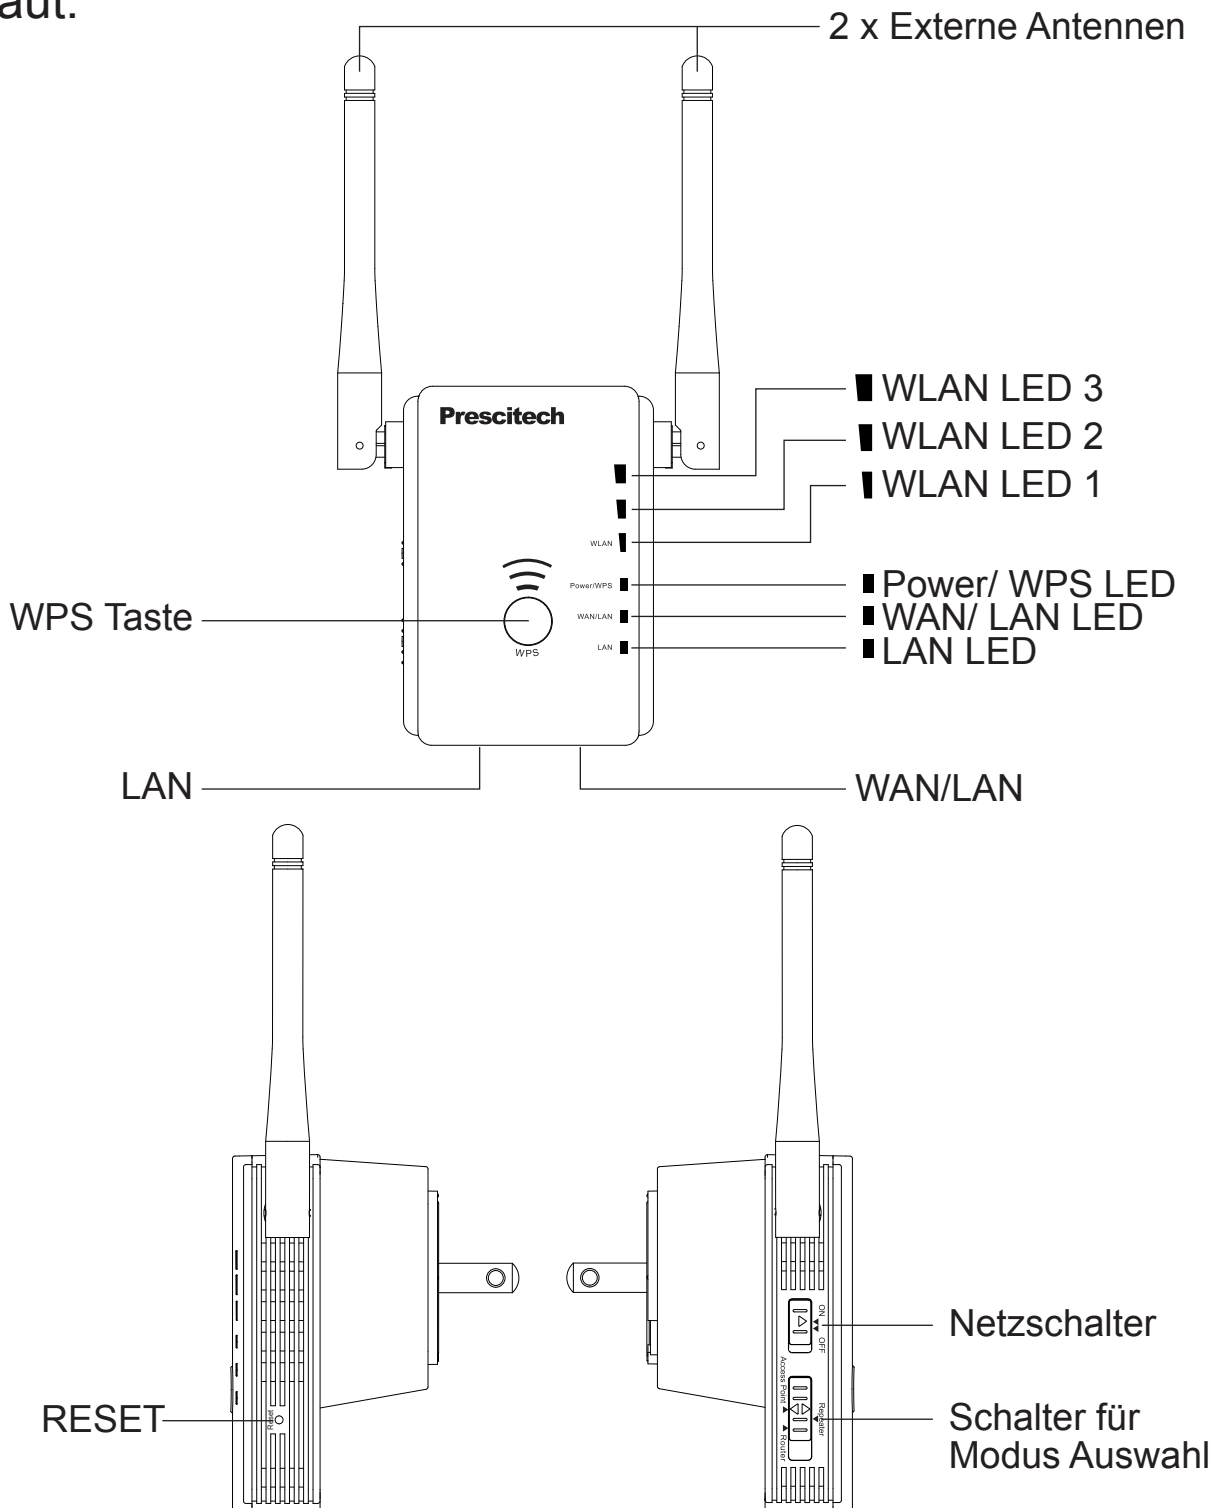 aut.
2 x Externe Antennen
WLAN LED 3
Prescitech
WLAN LED 2
WLAN LED 1
WLAN
Power/WPS
Power/ WPS LED
WPS Taste
WAN/LAN
WAN/ LAN LED
WPS
LAN
LAN LED
LAN
WAN/LAN
ON
OFF
Netzschalter
Access Point
Repeater
Router
RESET
Reset
Schalter für
Modus Auswahl